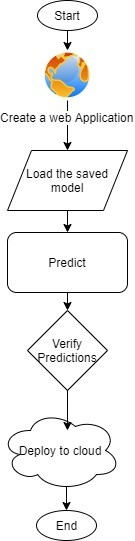 Start
Create a web Application
Load the saved
model
Predict
Verify
Predictions
Deploy to cloud
End